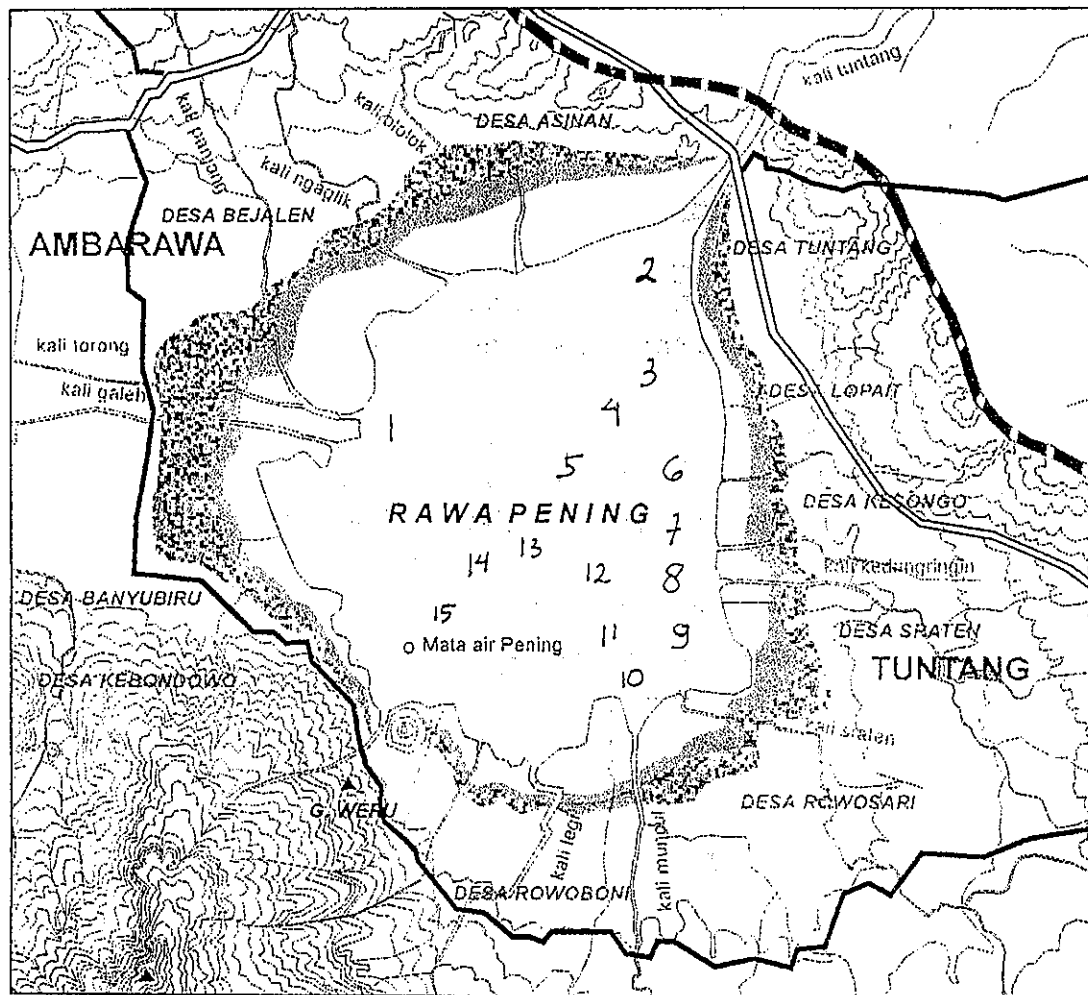 kali tuntang
kali panjang
kali blotok
DESA ASINAN
kali ngaglik
DESA BEJALEN
AMBARAWA
DESA TUNTANG
2
kali torong
kali galeh
3
DESA LOPAIT
1
4
5
6
DESA KESONGO
RAWA PENING
7
13
14
12
8
kali kedungringin
DESA BANYUBIRU
15
11
9
DESA SRATEN
Mata air Pening
TUNTANG
DESA KEBONDOWO
10
kali sraten
G. WERU
DESA ROWOSARI
kali legi
kali muncul
DESA ROWOBONI